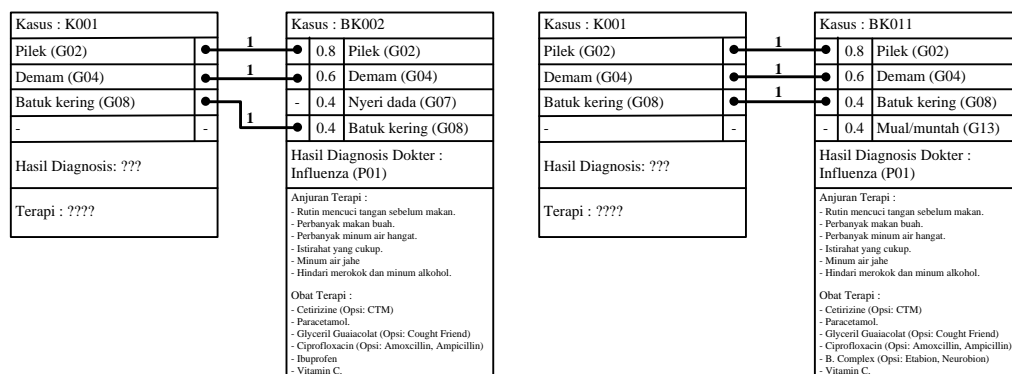 Kasus : K001
Pilek (G02)
Demam (G04)
Batuk kering (G08)
- -
Hasil Diagnosis: ???
Terapi : ????
1
1
1
Kasus : BK002
0.8 Pilek (G02)
0.6 Demam (G04)
- 0.4 Nyeri dada (G07)
0.4 Batuk kering (G08)
Hasil Diagnosis Dokter :
Influenza (P01)
Anjuran Terapi :
- Rutin mencuci tangan sebelum makan.
- Perbanyak makan buah.
- Perbanyak minum air hangat.
- Istirahat yang cukup.
- Minum air jahe
- Hindari merokok dan minum alkohol.
Obat Terapi :
- Cetirizine (Opsi: CTM)
- Paracetamol.
- Glyceril Guaiacolat (Opsi: Cought Friend)
- Ciprofloxacin (Opsi: Amoxcillin, Ampicillin)
- Ibuprofen
- Vitamin C.
Kasus : K001
Pilek (G02)
Demam (G04)
Batuk kering (G08)
- -
Hasil Diagnosis: ???
Terapi : ????
1
1
1
Kasus : BK011
0.8 Pilek (G02)
0.6 Demam (G04)
0.4 Batuk kering (G08)
- 0.4 Mual/muntah (G13)
Hasil Diagnosis Dokter :
Influenza (P01)
Anjuran Terapi :
- Rutin mencuci tangan sebelum makan.
- Perbanyak makan buah.
- Perbanyak minum air hangat.
- Istirahat yang cukup.
- Minum air jahe
- Hindari merokok dan minum alkohol.
Obat Terapi :
- Cetirizine (Opsi: CTM)
- Paracetamol.
- Glyceril Guaiacolat (Opsi: Cought Friend)
- Ciprofloxacin (Opsi: Amoxcillin, Ampicillin)
- B. Complex (Opsi: Etabion, Neurobion)
- Vitamin C.